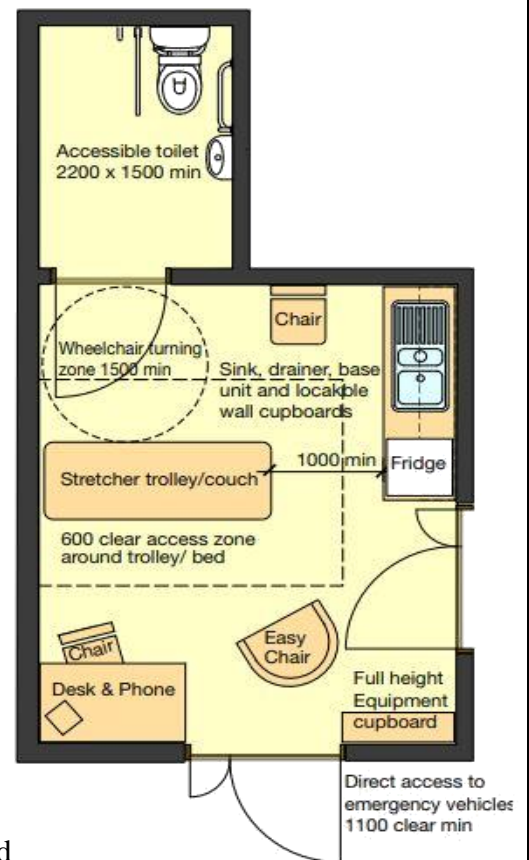 Accessible toilet
2200 x 1500 min
Chair
Wheelchair turning
zone 1500 min
Sink, drainer, base
unit and locakble
wall cupboards
1000 min
Fridge
Stretcher trolley/couch
600 clear access zone
around trolley/ bed
Chair
Easy
Chair
Desk & Phone
Full height
Equipment
cupboard
Direct access to
emergency vehicles
1100 clear min